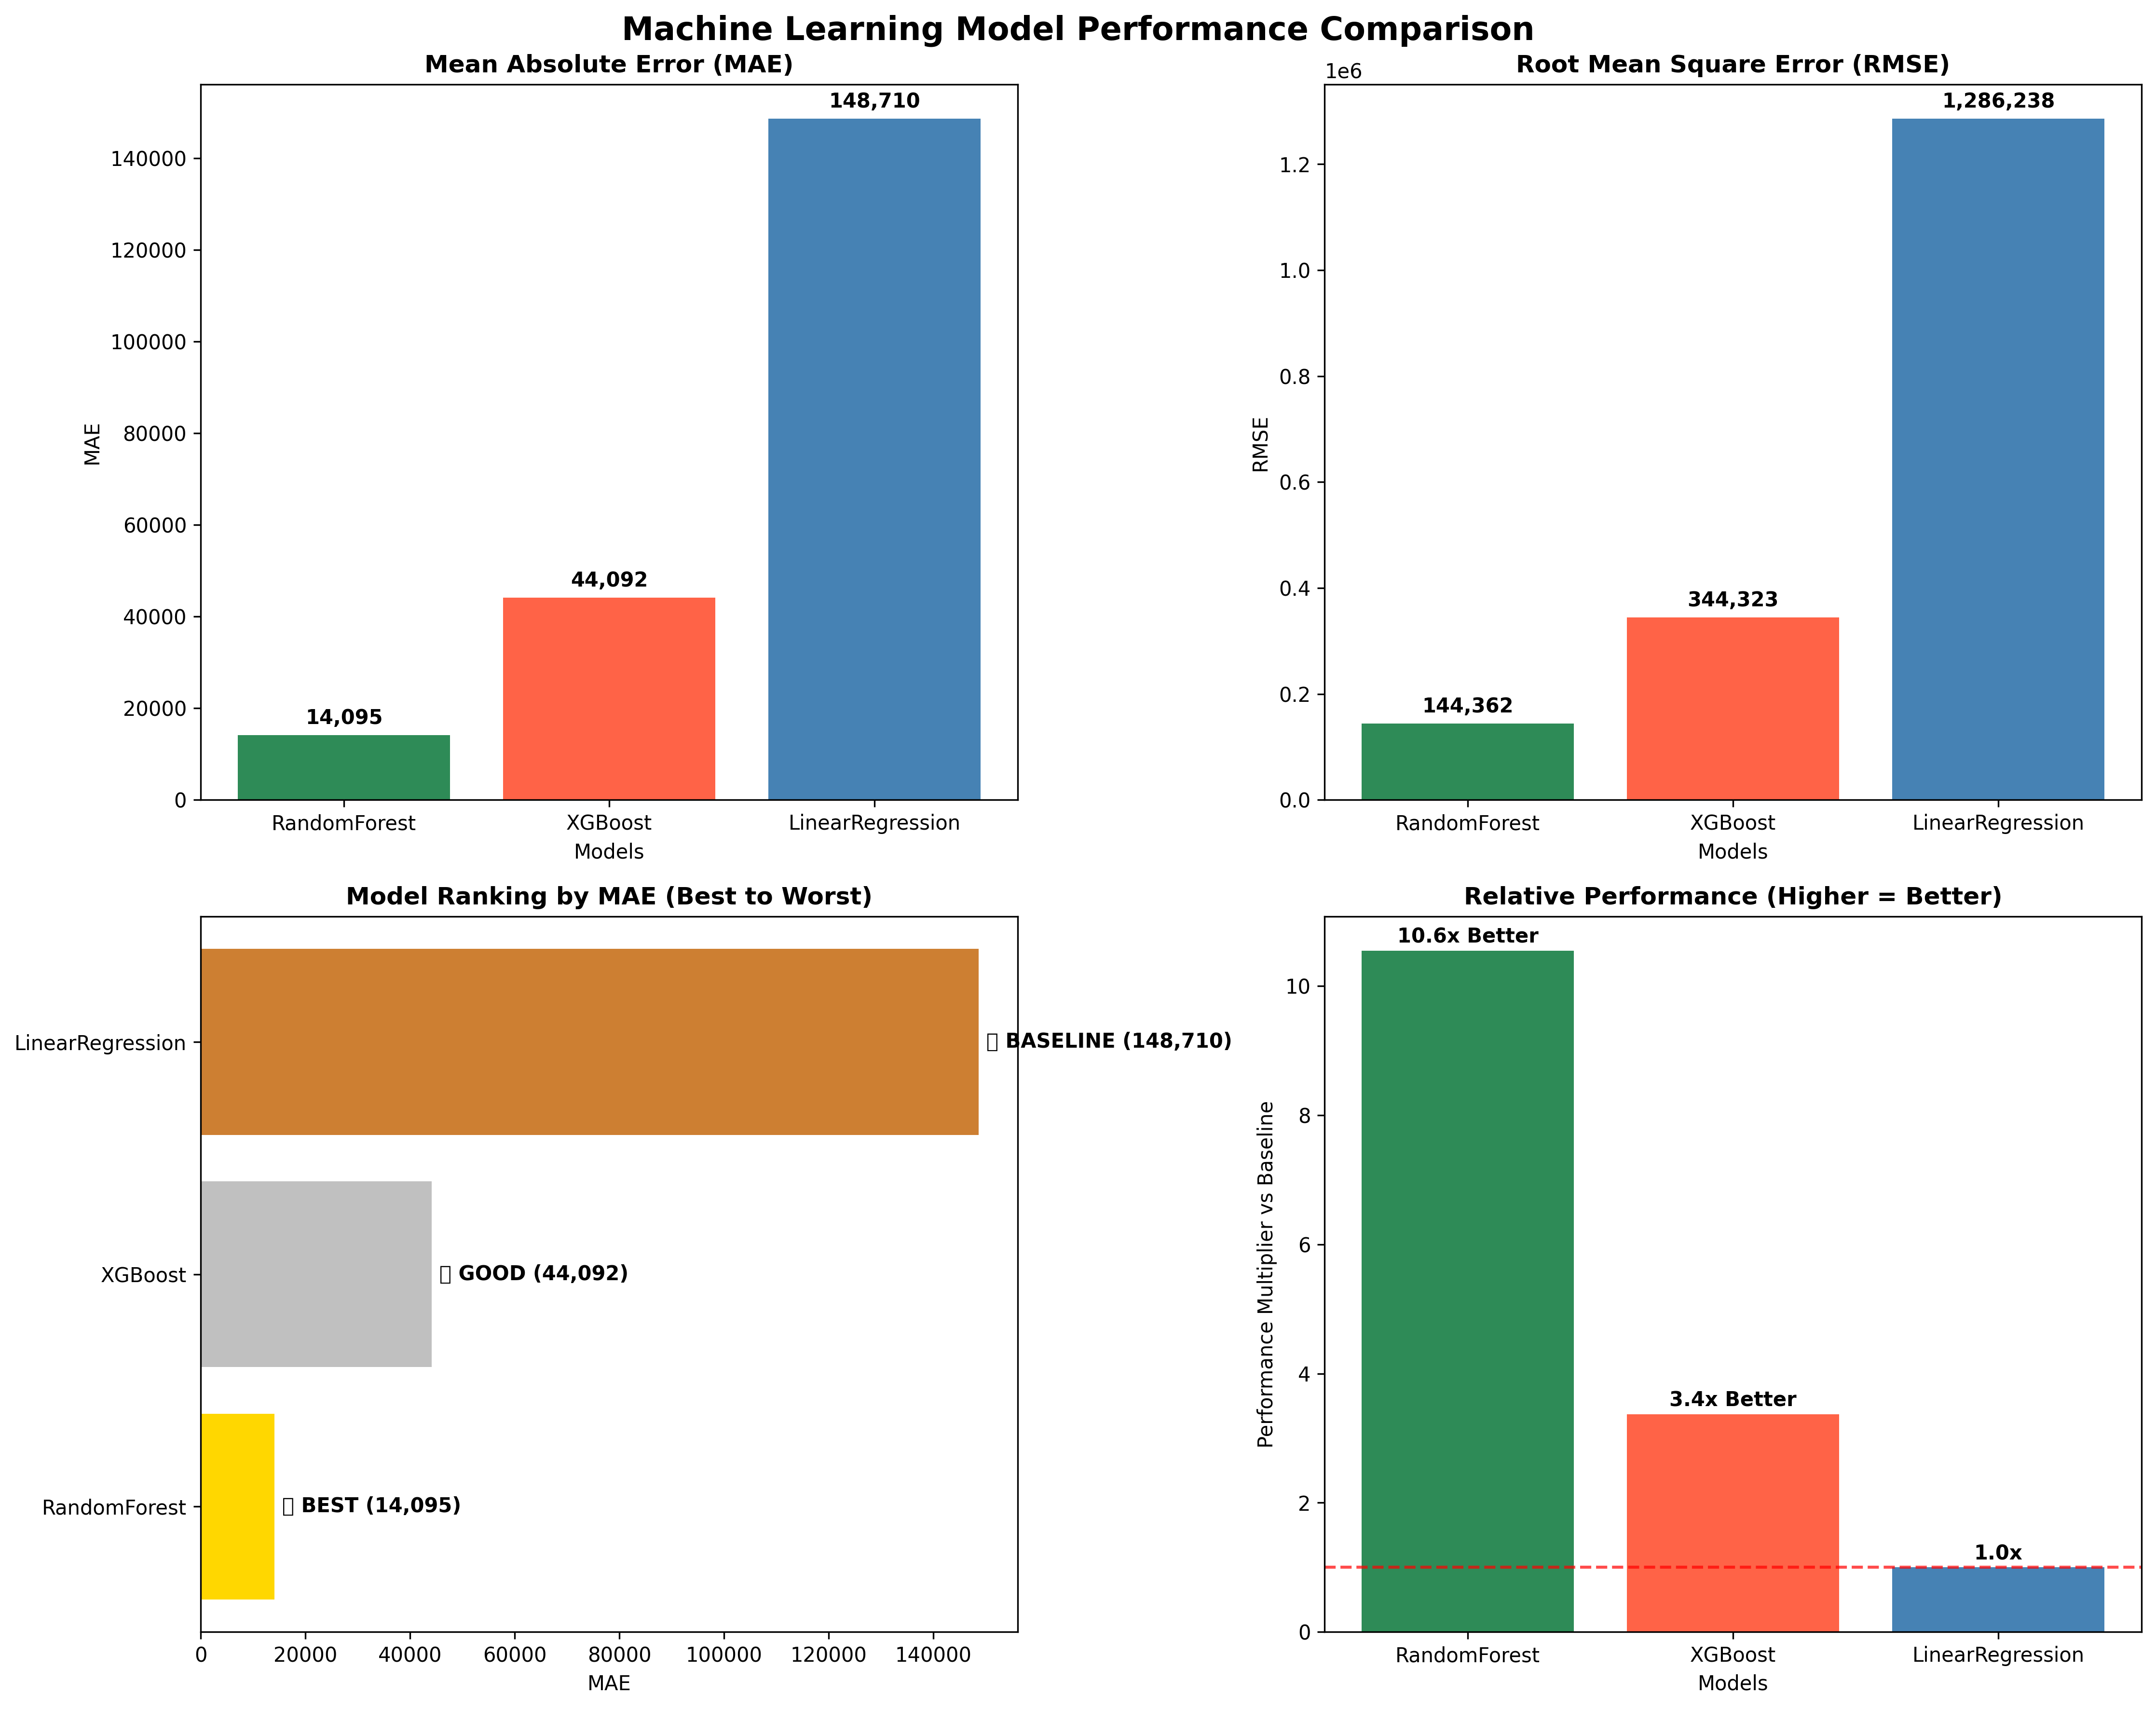 Machine Learning Model Performance Comparison
Mean Absolute Error (MAE)
148,710
140000
120000
100000
80000
60000
40000
20000
0
MAE
44,092
14,095
RandomForest
XGBoost
LinearRegression
Models
Root Mean Square Error (RMSE)
1e6
1,286,238
1.2
1.0
0.8
0.6
0.4
0.2
0.0
RMSE
344,323
144,362
RandomForest
XGBoost
LinearRegression
Models
Model Ranking by MAE (Best to Worst)
LinearRegression
BASELINE (148,710)
XGBoost
GOOD (44,092)
RandomForest
BEST (14,095)
0
20000
40000
60000
80000
100000
120000
140000
MAE
Relative Performance (Higher = Better)
10.6x Better
10
8
6
4
2
0
Performance Multiplier vs Baseline
3.4x Better
1.0x
RandomForest
XGBoost
LinearRegression
Models